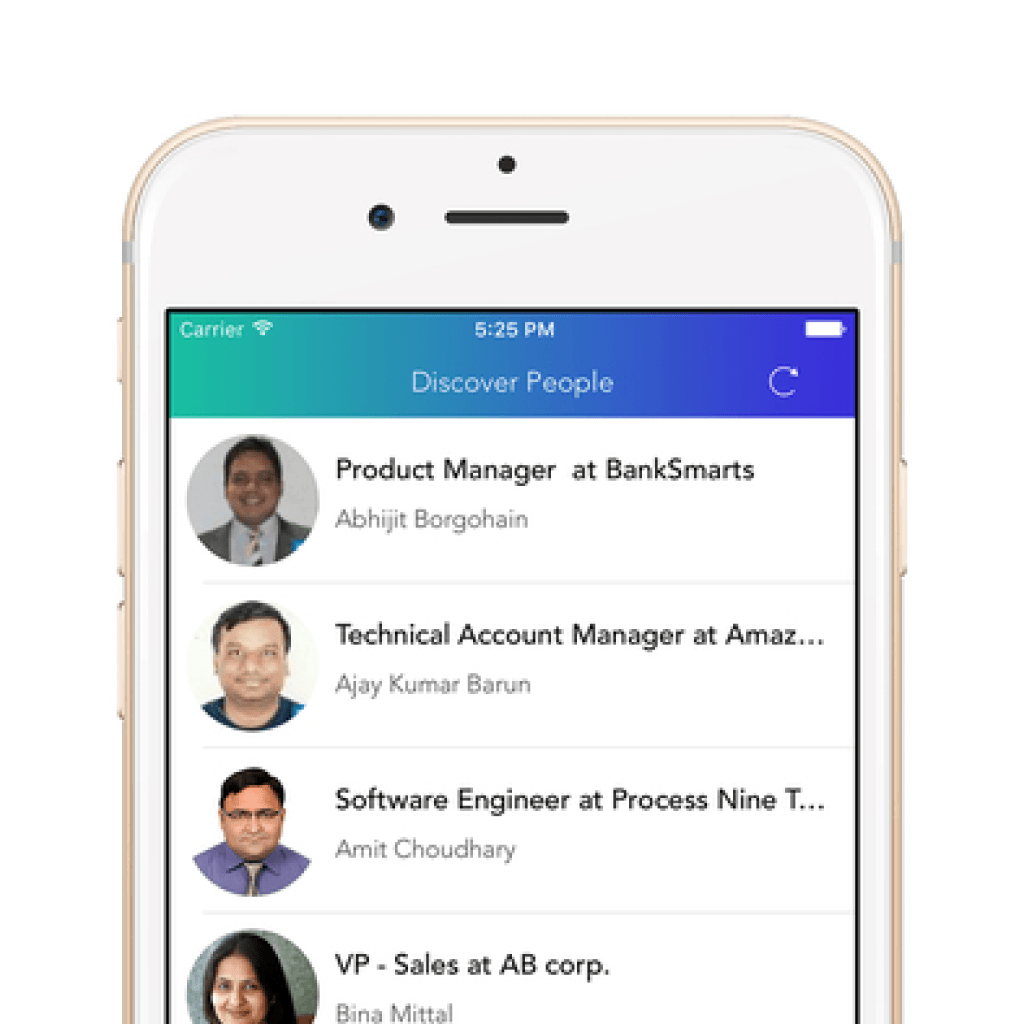 Carrier 5:25 PM
Discover People
Product Manager at BankSmarts
Abhijit Borgohain
Technical Account Manager at Amaz...
Ajay Kumar Barun
Software Engineer at Process Nine T...
Amit Choudhary
VP - Sales at AB corp.
Bina Mittal